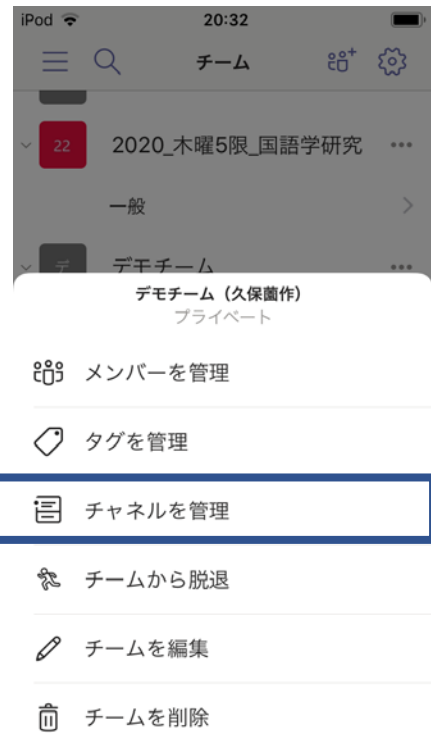 iPod 20:32
チーム
22 2020_木曜5限_国語学研究
一般
デ デモチーム
デモチーム（久保薗作）
プライベート
メンバーを管理
タグを管理
チャネルを管理
チームから脱退
チームを編集
チームを削除